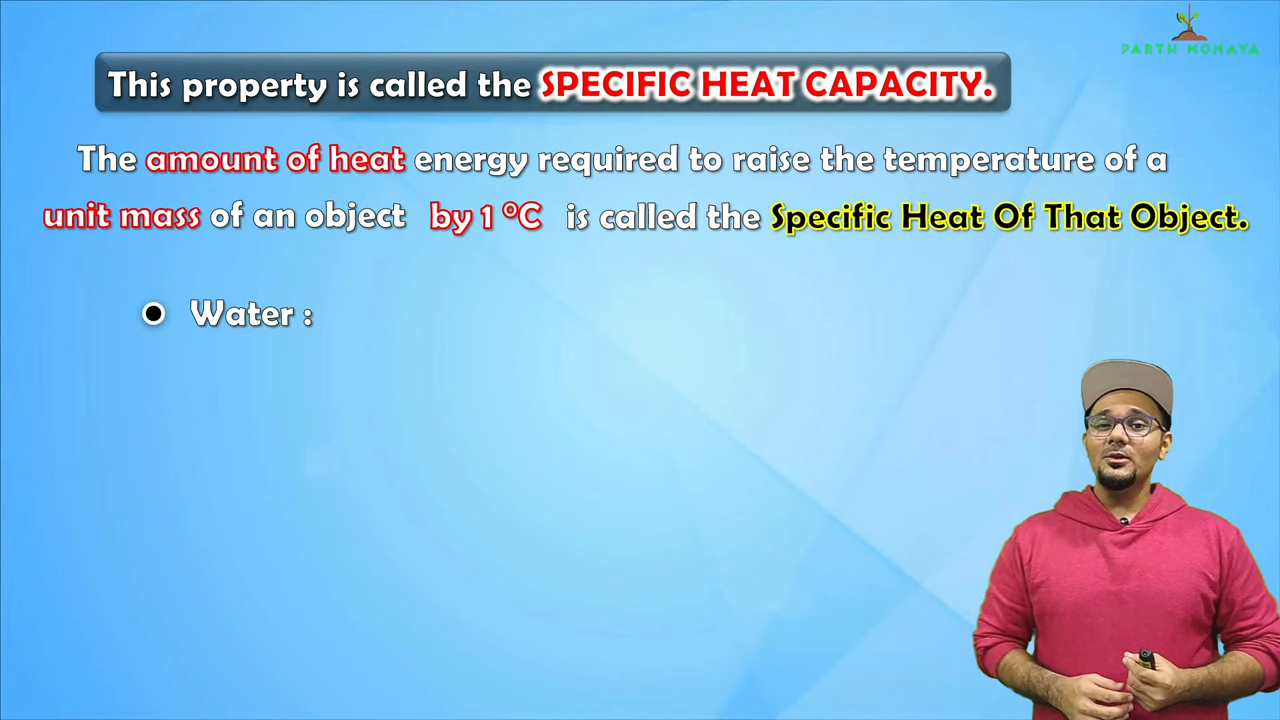 PARTH MOMAYA
This property is called the SPECIFIC HEAT CAPACITY.
The amount of heat energy required to raise the temperature of a
unit mass of an object by 1 °C is called the Specific Heat Of That Object.
Water :